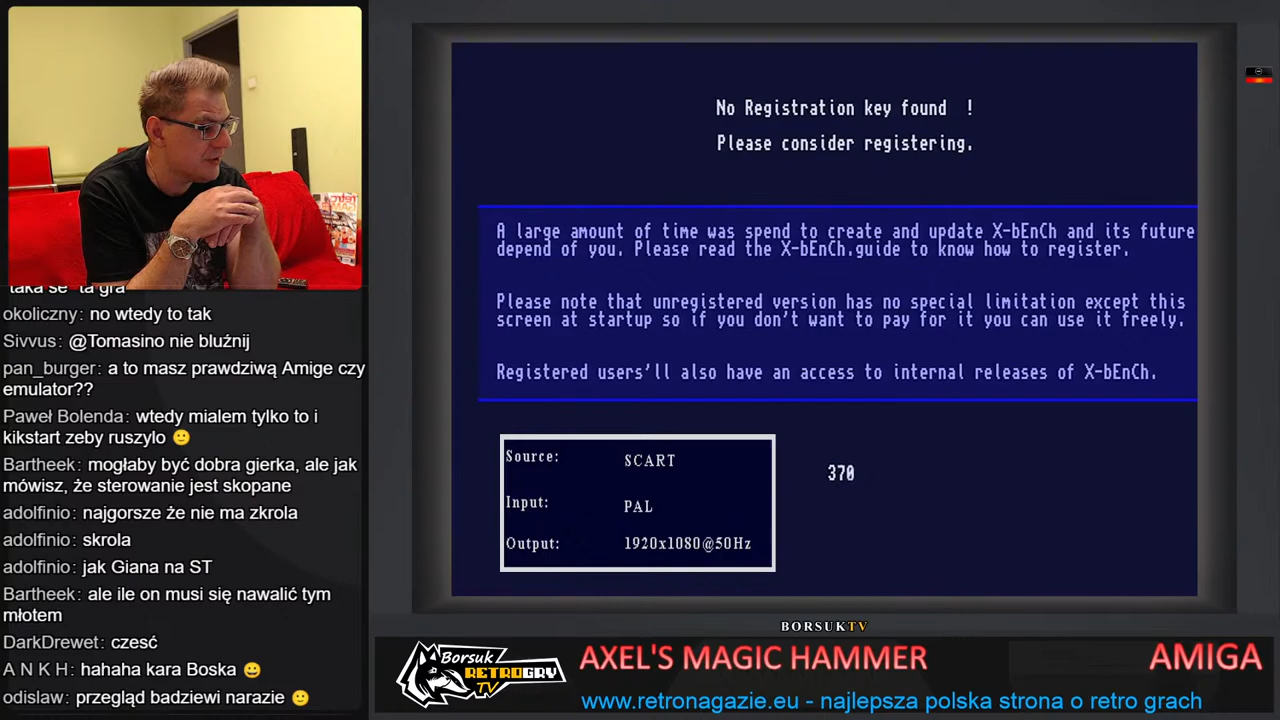 taka se ta gra
okoliczny: no wtedy to tak
Sivvus: @Tomasino nie bluźnij
pan_burger: a to masz prawdziwą Amige czy
emulator??
Paweł Bolenda: wtedy mialem tylko to i
kikstart zeby ruszylo 🙂
Bartheek: mogłaby być dobra gierka, ale jak
mówisz, że sterowanie jest skopane
adolfinio: najgorsze że nie ma zkrola
adolfinio: skrola
adolfinio: jak Giana na ST
Bartheek: ale ile on musi się nawalić tym
młotem
DarkDrewet: czesć
A N K H: hahaha kara Boska 😀
odislaw: przegląd badziewi narazie 🙂
No Registration key found !
Please consider registering.
A large amount of time was spend to create and update X-bEnCh and its future
depend of you. Please read the X-bEnCh.guide to know how to register.
Please note that unregistered version has no special limitation except this
screen at startup so if you don't want to pay for it you can use it freely.
Registered users'll also have an access to internal releases of X-bEnCh.
Source: SCART
Input: PAL
Output: 1920x1080@50Hz
370
BORSUKTV
Borsuk
RETROGRY
TV
AXEL'S MAGIC HAMMER
AMIGA
www.retronagazie.eu - najlepsza polska strona o retro grach